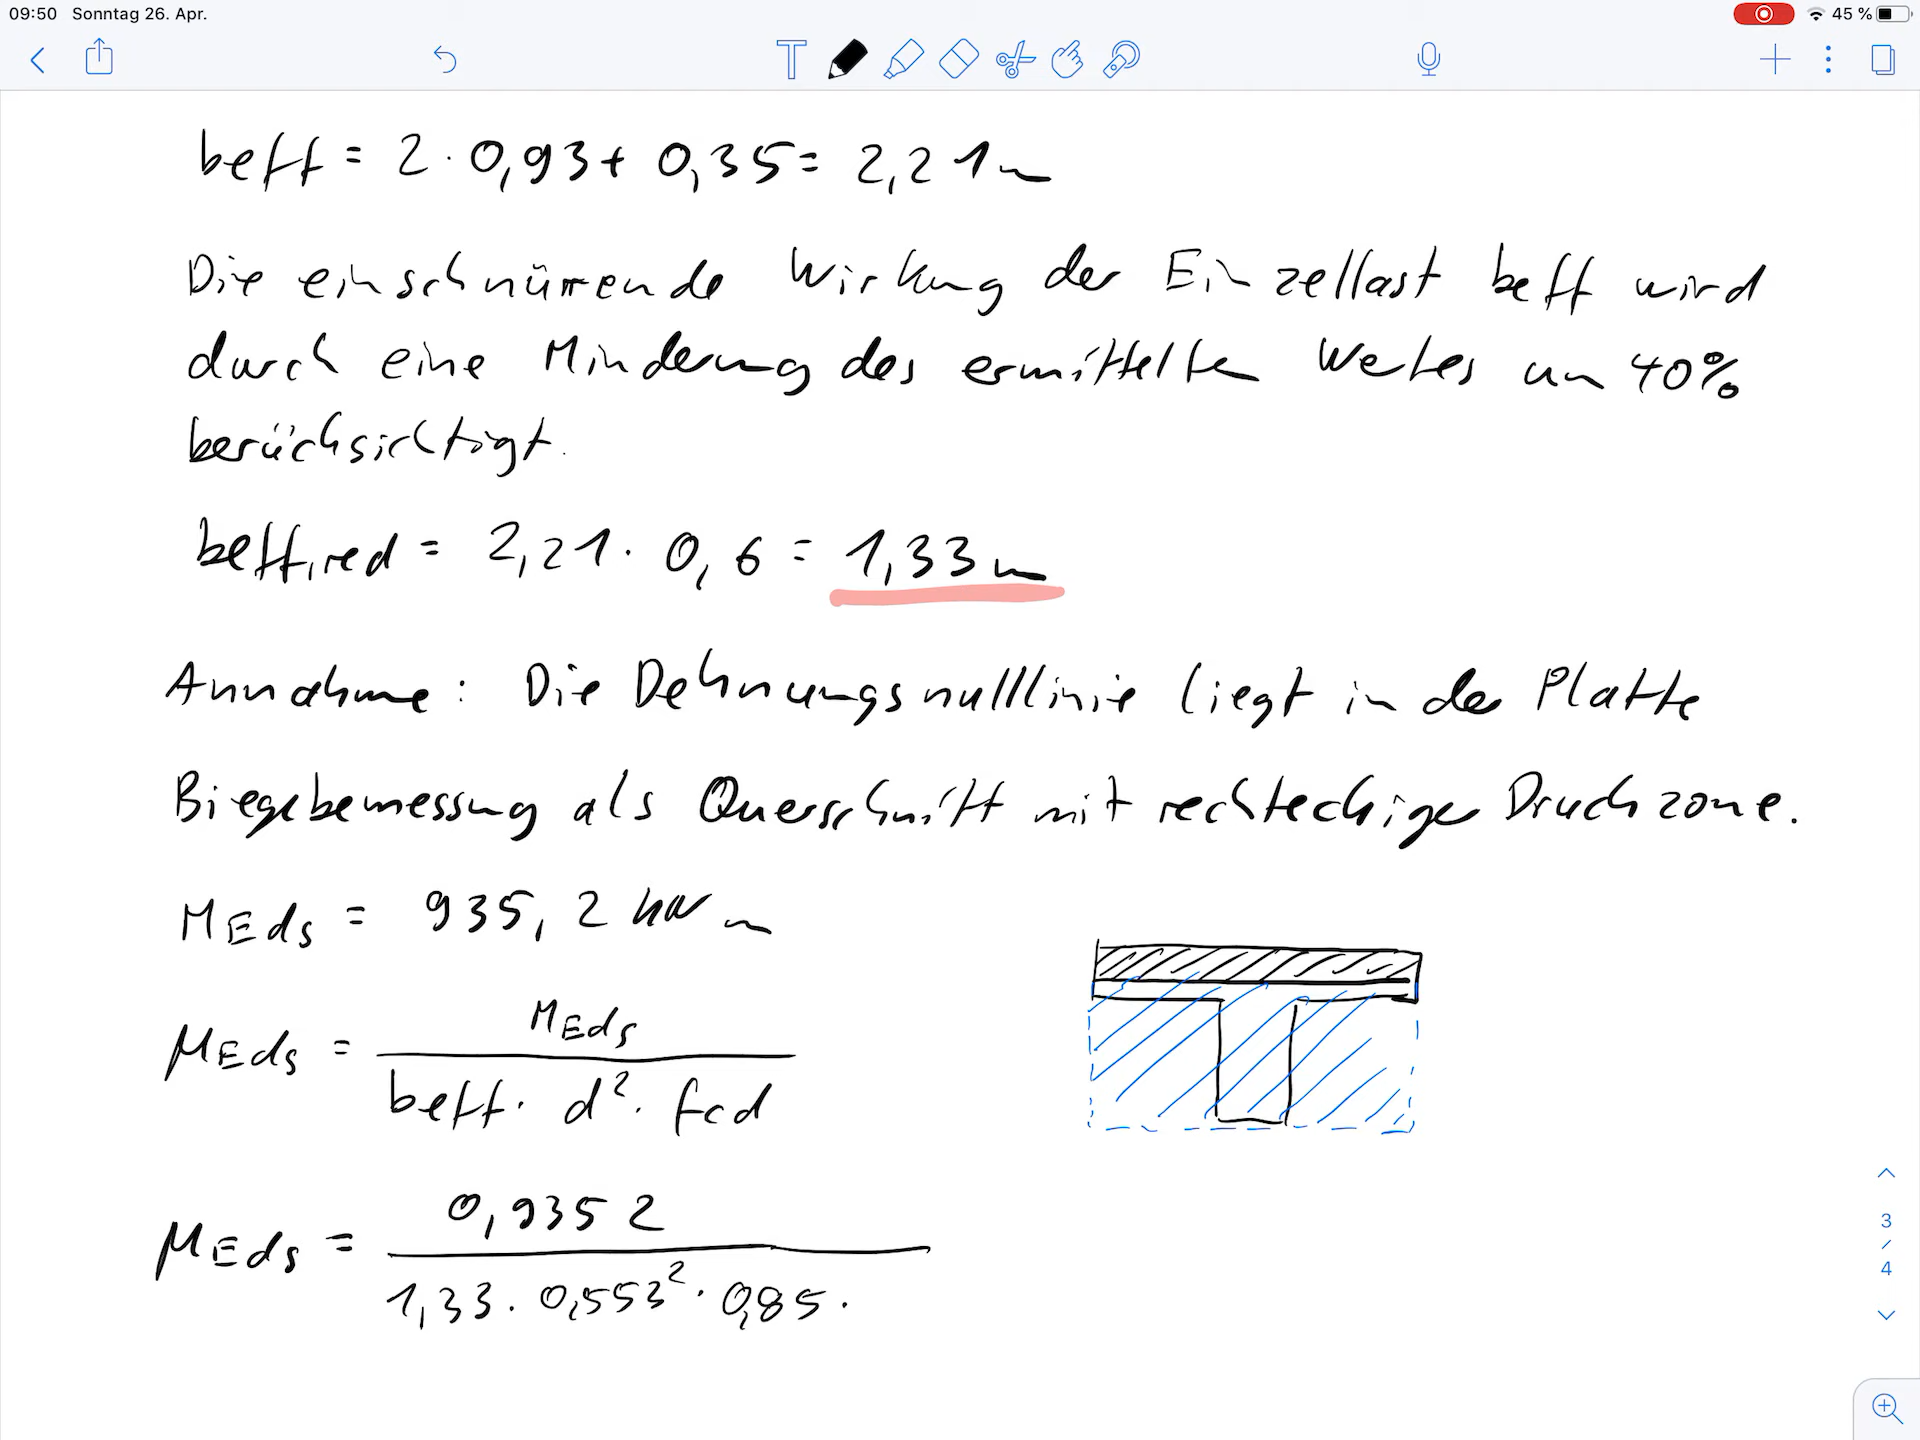 09:50 Sonntag 26. Apr. 45 %
T
beff = 2 · 0,93 + 0,35 = 2,21 m
Die einschnürrende Wirkung der Einzellast beff wird
durch eine Minderung des ermittelten Wertes um 40%
berücksichtigt.
beff,red = 2,21 · 0,6 = 1,33 m
Annahme: Die Dehnungsnulllinie liegt in der Platte
Biegebemessung als Querschnitt mit rechteckiger Druckzone.
MEds = 935,2 kNm
μEds = MEds / beff · d² · fcd
μEds = 0,9352 / 1,33 · 0,553² · 0,85 ·
3
/
4